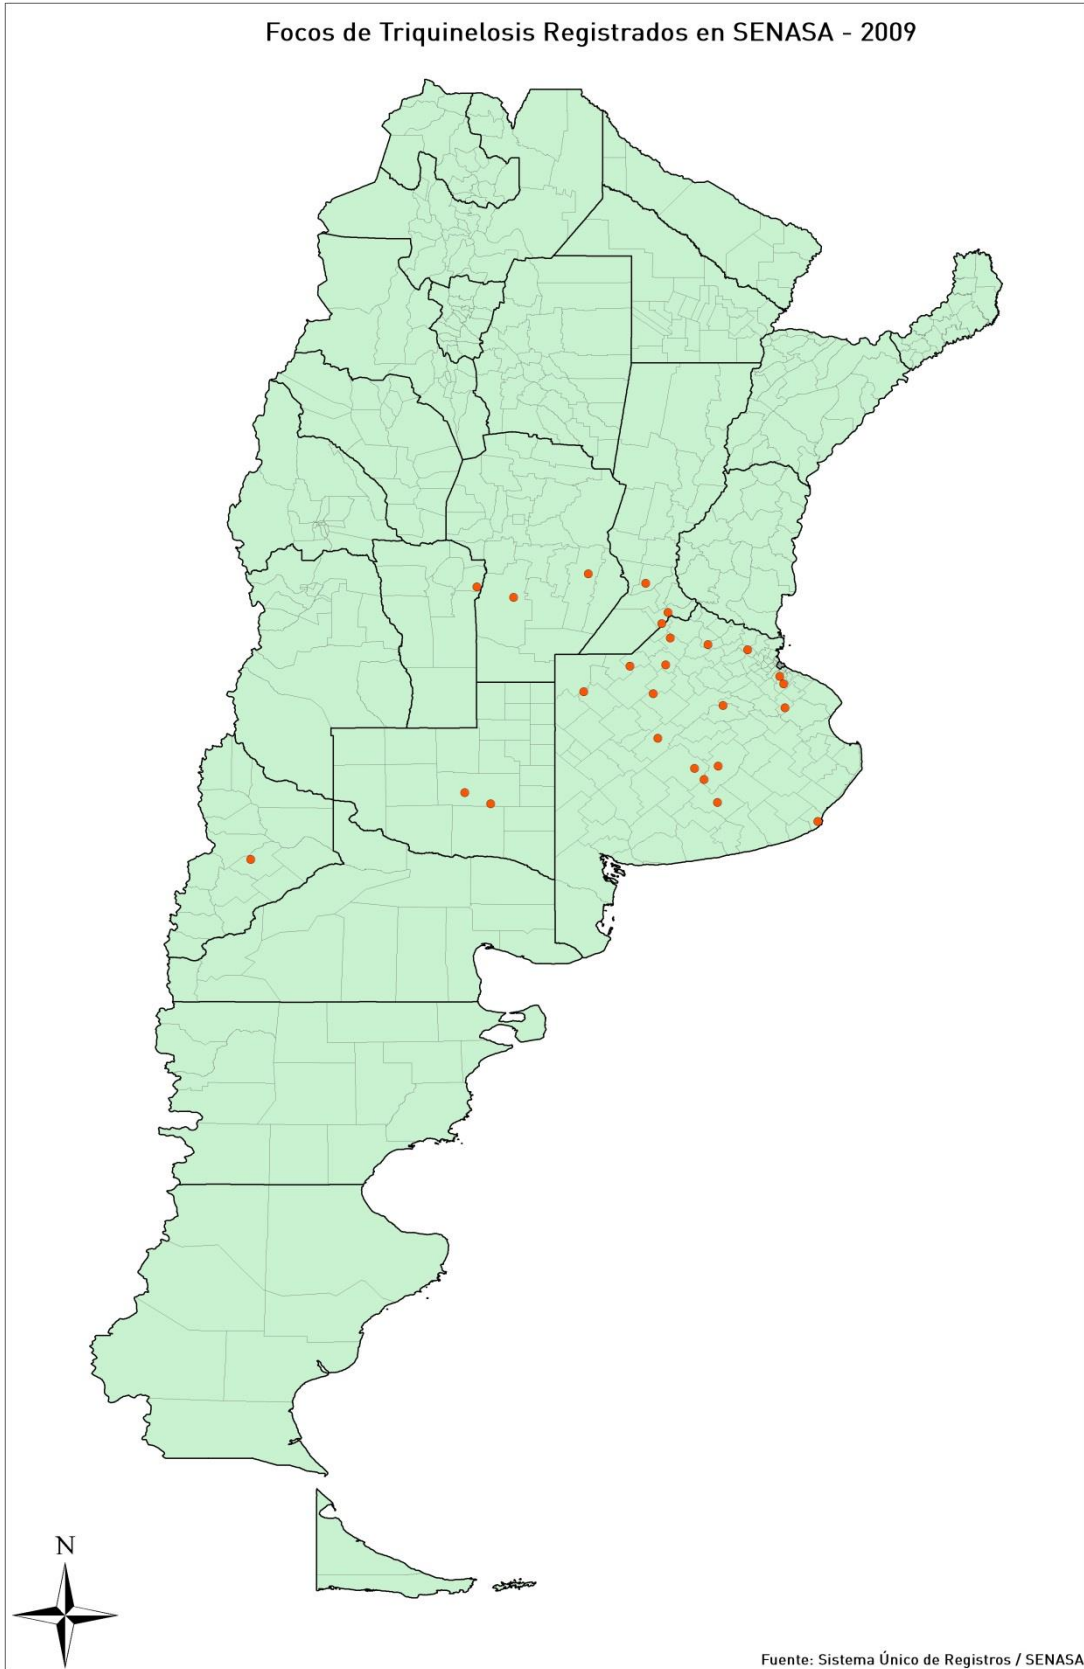 Focos de Triquinelosis Registrados en SENASA - 2009
N
Fuente: Sistema Único de Registros / SENASA